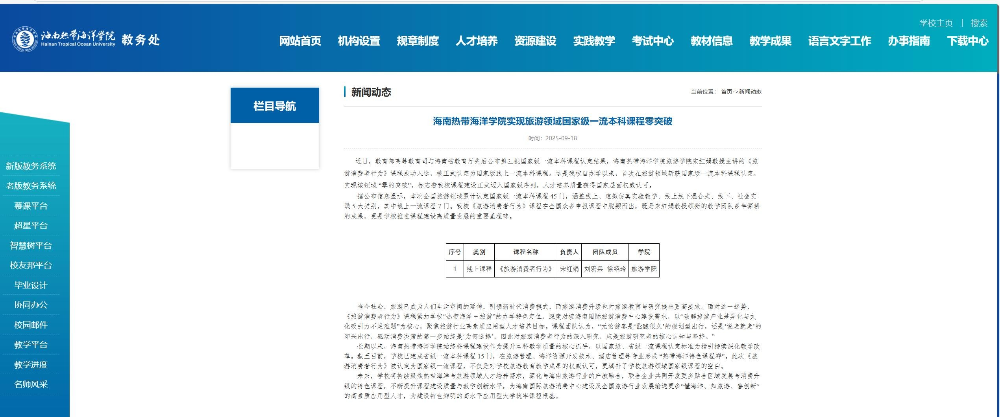 学校主页 | 搜索
海南热带海洋学院 教务处
Hainan Tropical Ocean University
网站首页 机构设置 规章制度 人才培养 资源建设 实践教学 考试中心 教材信息 教学成果 语言文字工作 办事指南 下载中心
新版教务系统
老版教务系统
慕课平台
超星平台
智慧树平台
校友邦平台
毕业设计
协同办公
校园邮件
教学平台
教学进度
名师风采
栏目导航
新闻动态
当前位置： 首页->新闻动态
海南热带海洋学院实现旅游领域国家级一流本科课程零突破
时间：2025-09-18
近日，教育部高等教育司与海南省教育厅先后公布第三批国家级一流本科课程认定结果，海南热带海洋学院旅游学院宋红娟教授主讲的《旅
游消费者行为》课程成功入选，被正式认定为国家级线上一流本科课程。这是我校自办学以来，首次在旅游领域斩获国家级一流本科课程认定，
实现该领域 “零的突破”，标志着我校课程建设正式迈入国家级序列，人才培养质量获得国家层面权威认可。
据公布信息显示，本次全国旅游领域累计认定国家级一流本科课程 45 门，涵盖线上、虚拟仿真实验教学、线上线下混合式、线下、社会实
践 5 大类别，其中线上一流课程 7 门。我校《旅游消费者行为》课程在全国众多申报课程中脱颖而出，既是宋红娟教授领衔的教学团队多年深耕
的成果，更是学校推进课程建设高质量发展的重要里程碑。
序号 类别 课程名称 负责人 团队成员 学院
1 线上课程 《旅游消费者行为》 宋红娟 刘宏兵 徐绍玲 旅游学院
当今社会，旅游已成为人们生活空间的延伸，引领新时代消费模式，而旅游消费升级也对旅游教育与研究提出更高要求。面对这一趋势，
《旅游消费者行为》课程紧扣学校“热带海洋 + 旅游”的办学特色定位，深度对接海南国际旅游消费中心建设需求，以“破解旅游产业差异化与文
化吸引力不足难题”为核心，聚焦旅游行业高素质应用型人才培养目标。课程团队认为，“无论游客是‘酝酿很久’的规划型出行，还是‘说走就走’的
即兴出行，驱动消费决策的第一步始终是‘为何选择’，因此对旅游消费者行为的深入研究，应是旅游研究者的核心认知与坚持。”
长期以来，海南热带海洋学院始终将课程建设作为提升本科教学质量的核心抓手，以国家级、省级一流课程认定标准为指引持续深化教学改
革。截至目前，学校已建成省级一流本科课程 15 门，在旅游管理、海洋资源开发技术、酒店管理等专业形成 “热带海洋特色课程群”。此次《旅
游消费者行为》被认定为国家级一流课程，不仅是对学校旅游教育教学成果的权威认可，更填补了学校旅游领域国家级课程的空白。
未来，学校将持续聚焦热带海洋与旅游领域人才培养需求，深化与海南旅游行业的产教融合，联合企业共同开发更多贴合区域发展与消费升
级的特色课程，不断提升课程建设质量与教学创新水平，为海南国际旅游消费中心建设及全国旅游行业发展输送更多“懂海洋、知旅游、善创新”
的高素质应用型人才，为建设特色鲜明的高水平应用型大学筑牢课程根基。